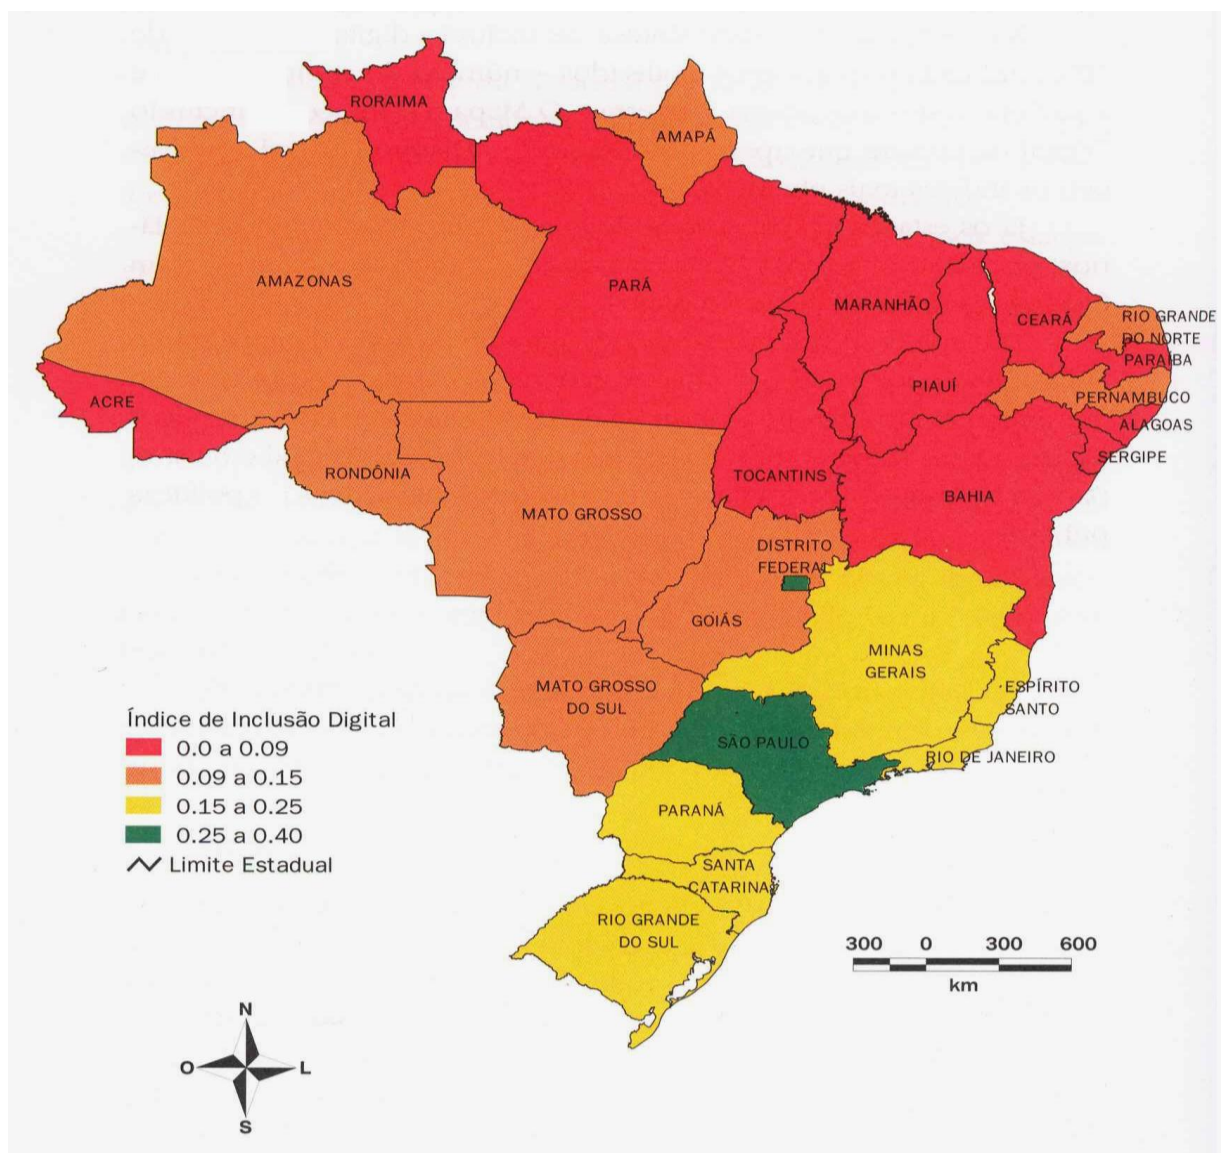 RORAIMA
AMAPÁ
AMAZONAS
PARÁ
MARANHÃO
CEARÁ
RIO GRANDE
DO NORTE
PARAÍBA
PIAUÍ
PERNAMBUCO
ACRE
ALAGOAS
SERGIPE
RONDÔNIA
TOCANTINS
BAHIA
MATO GROSSO
DISTRITO
FEDERAL
GOIÁS
MINAS
GERAIS
MATO GROSSO
DO SUL
ESPÍRITO
SANTO
SÃO PAULO
RIO DE JANEIRO
PARANÁ
SANTA
CATARINA
RIO GRANDE
DO SUL
Índice de Inclusão Digital
0.0 a 0.09
0.09 a 0.15
0.15 a 0.25
0.25 a 0.40
Limite Estadual
300 0 300 600
km
N
O L
S